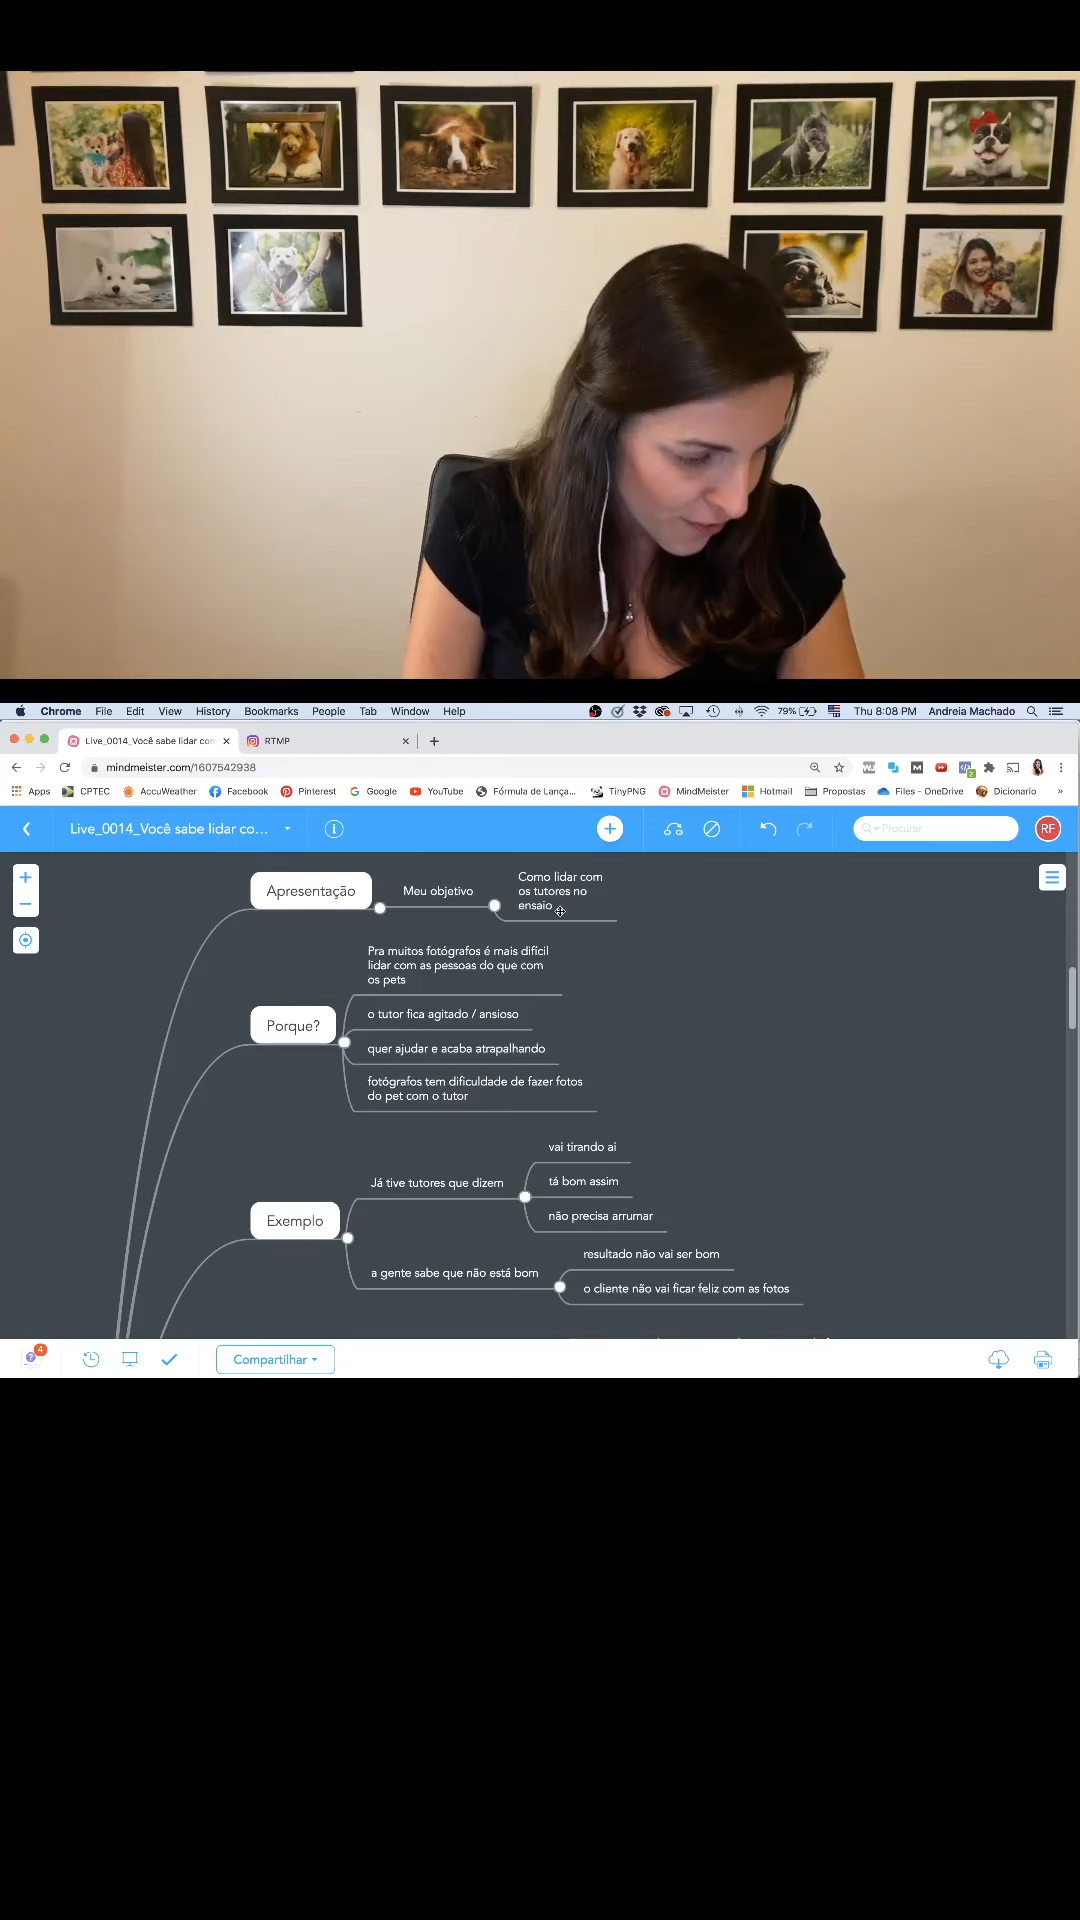 Chrome File Edit View History Bookmarks People Tab Window Help 79% Thu 8:08 PM Andreia Machado
Live_0014_Você sabe lidar com
RTMP
mindmeister.com/1607542938
Apps CPTEC AccuWeather Facebook Pinterest Google YouTube Fórmula de Lança... TinyPNG MindMeister Hotmail Propostas Files - OneDrive Dicionario »
Live_0014_Você sabe lidar co...
Procurar
RF
Apresentação
Meu objetivo
Como lidar com
os tutores no
ensaio
Porque?
Pra muitos fotógrafos é mais difícil
lidar com as pessoas do que com
os pets
o tutor fica agitado / ansioso
quer ajudar e acaba atrapalhando
fotógrafos tem dificuldade de fazer fotos
do pet com o tutor
Exemplo
Já tive tutores que dizem
vai tirando ai
tá bom assim
não precisa arrumar
a gente sabe que não está bom
resultado não vai ser bom
o cliente não vai ficar feliz com as fotos
4
Compartilhar